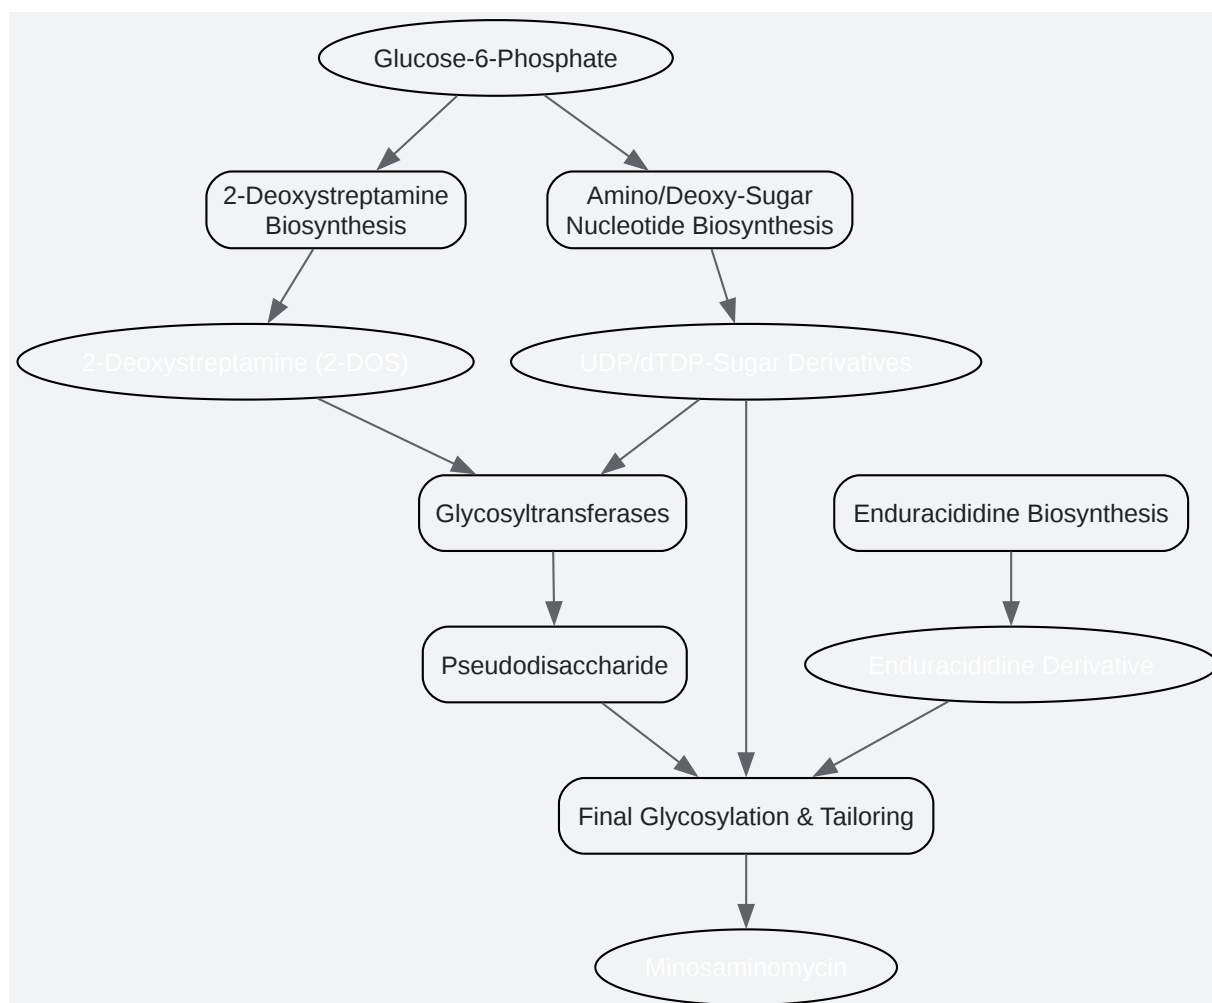 Glucose-6-Phosphate
2-Deoxystreptamine
Biosynthesis
Amino/Deoxy-Sugar
Nucleotide Biosynthesis
2-Deoxystreptamine (2-DOS)
UDP/dTDP-Sugar Derivatives
Glycosyltransferases
Enduracididine Biosynthesis
Pseudodisaccharide
Enduracididine Derivative
Final Glycosylation & Tailoring
Minosaminomycin